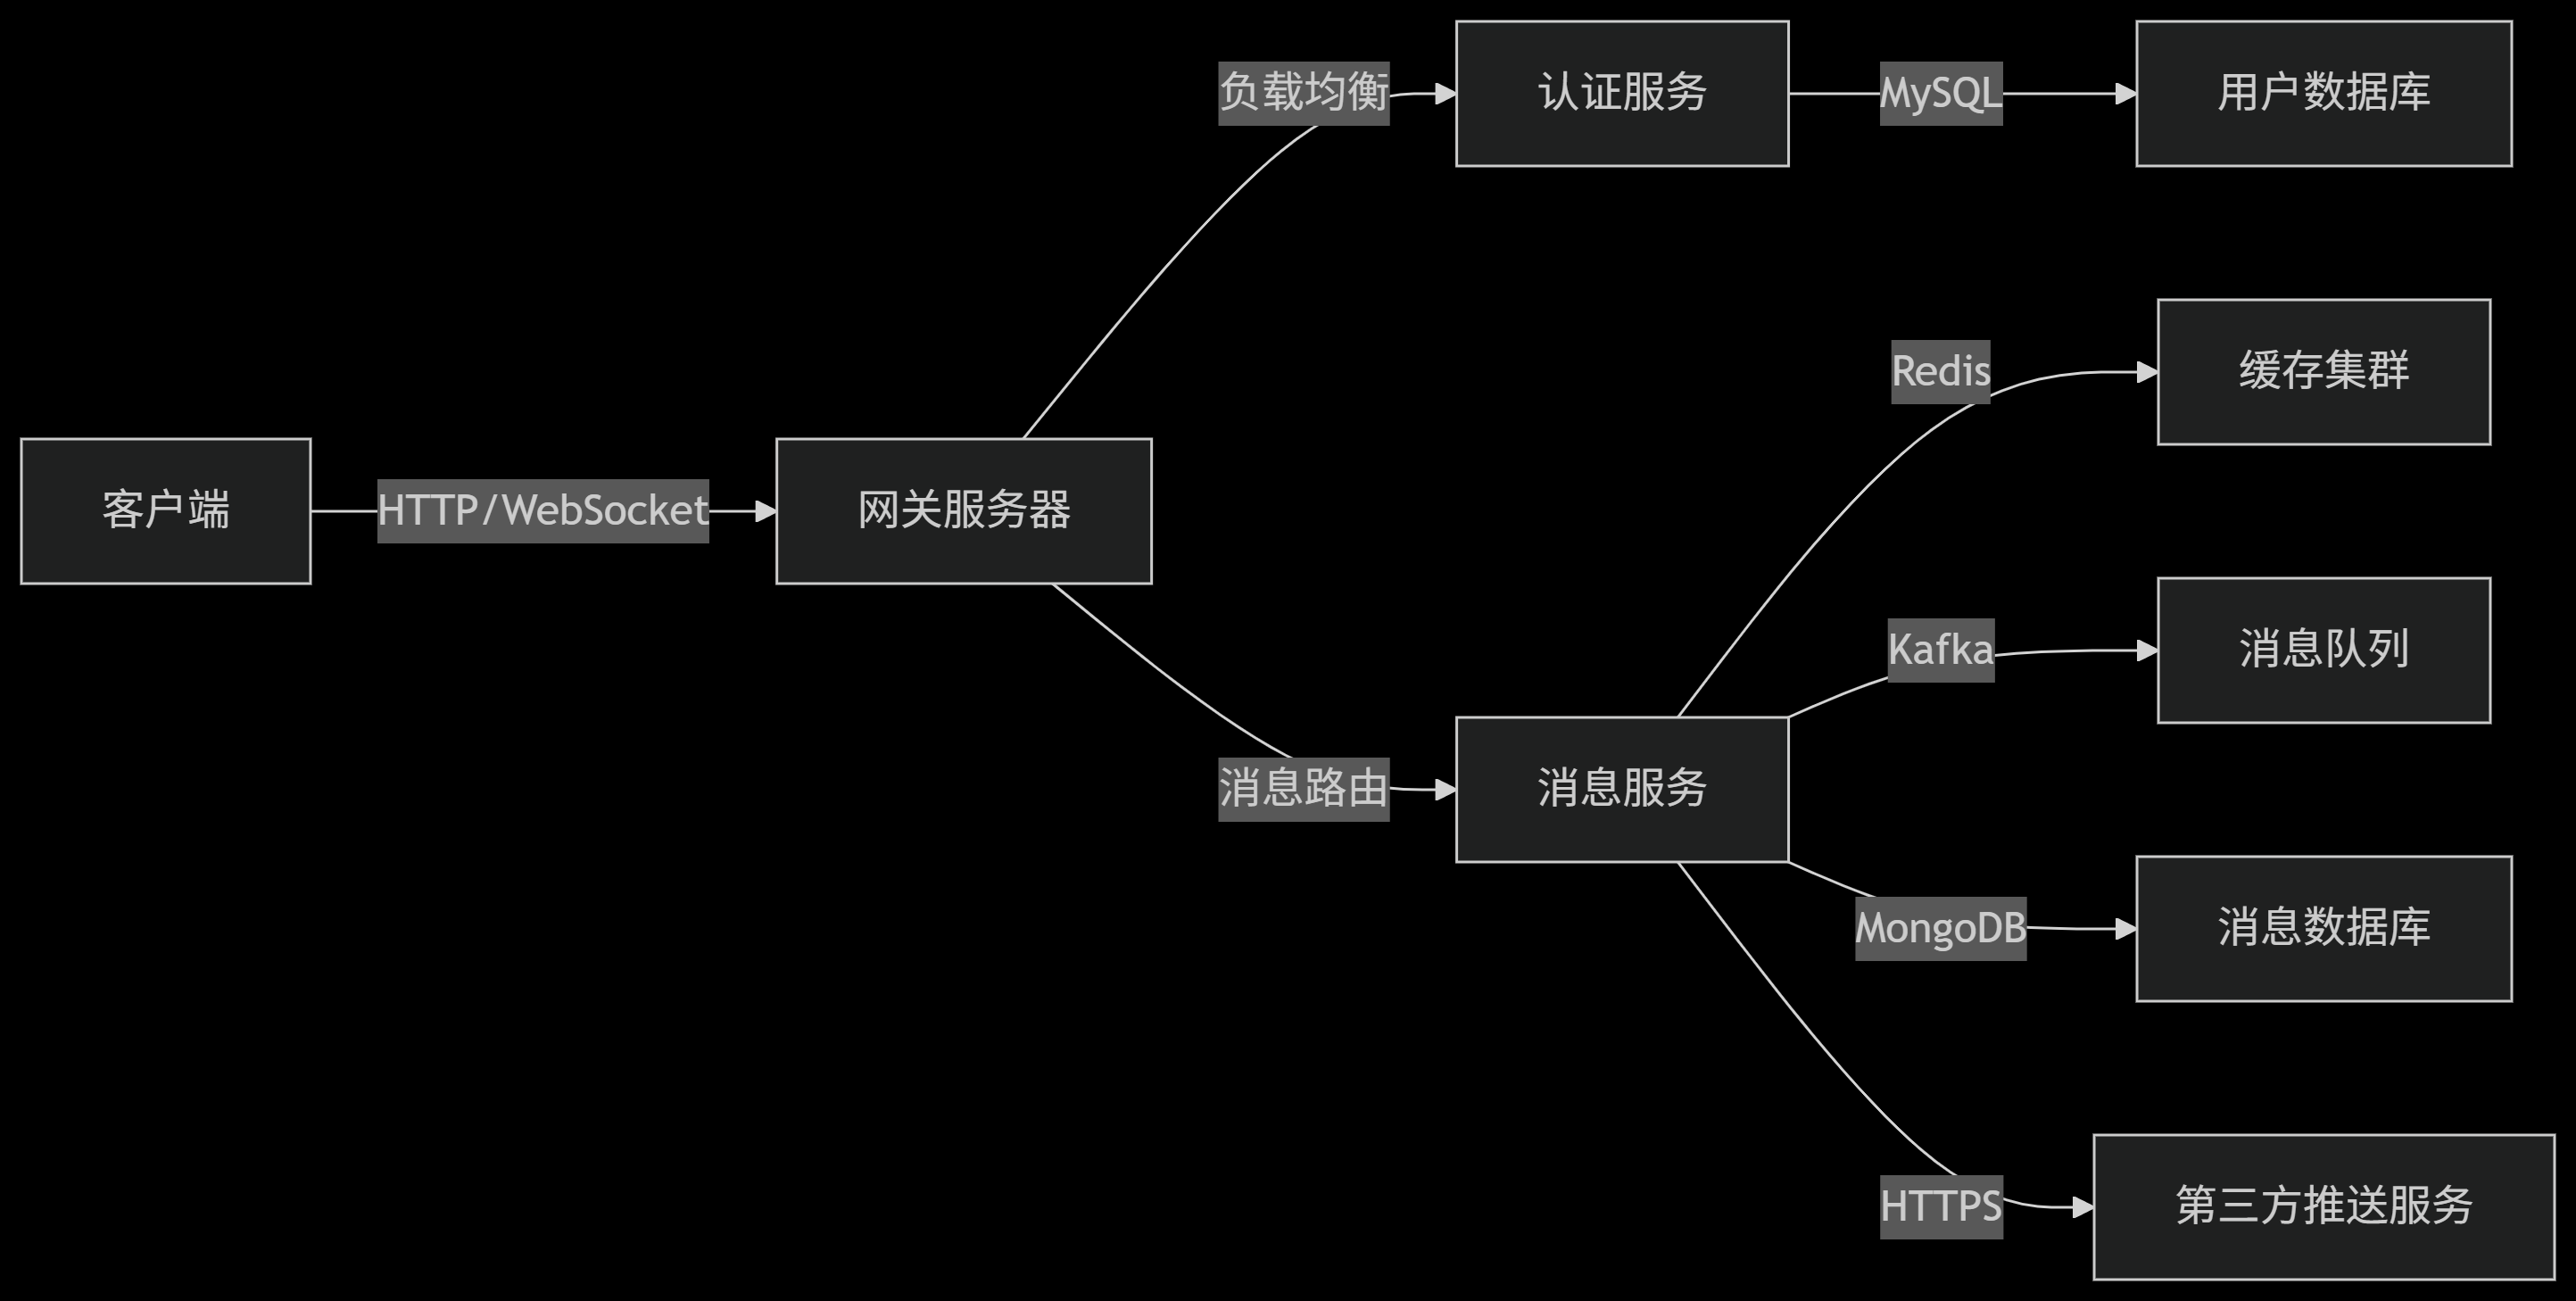 负载均衡
认证服务
MySQL
用户数据库
Redis
缓存集群
客户端
HTTP/WebSocket
网关服务器
Kafka
消息队列
消息路由
消息服务
MongoDB
消息数据库
HTTPS
第三方推送服务